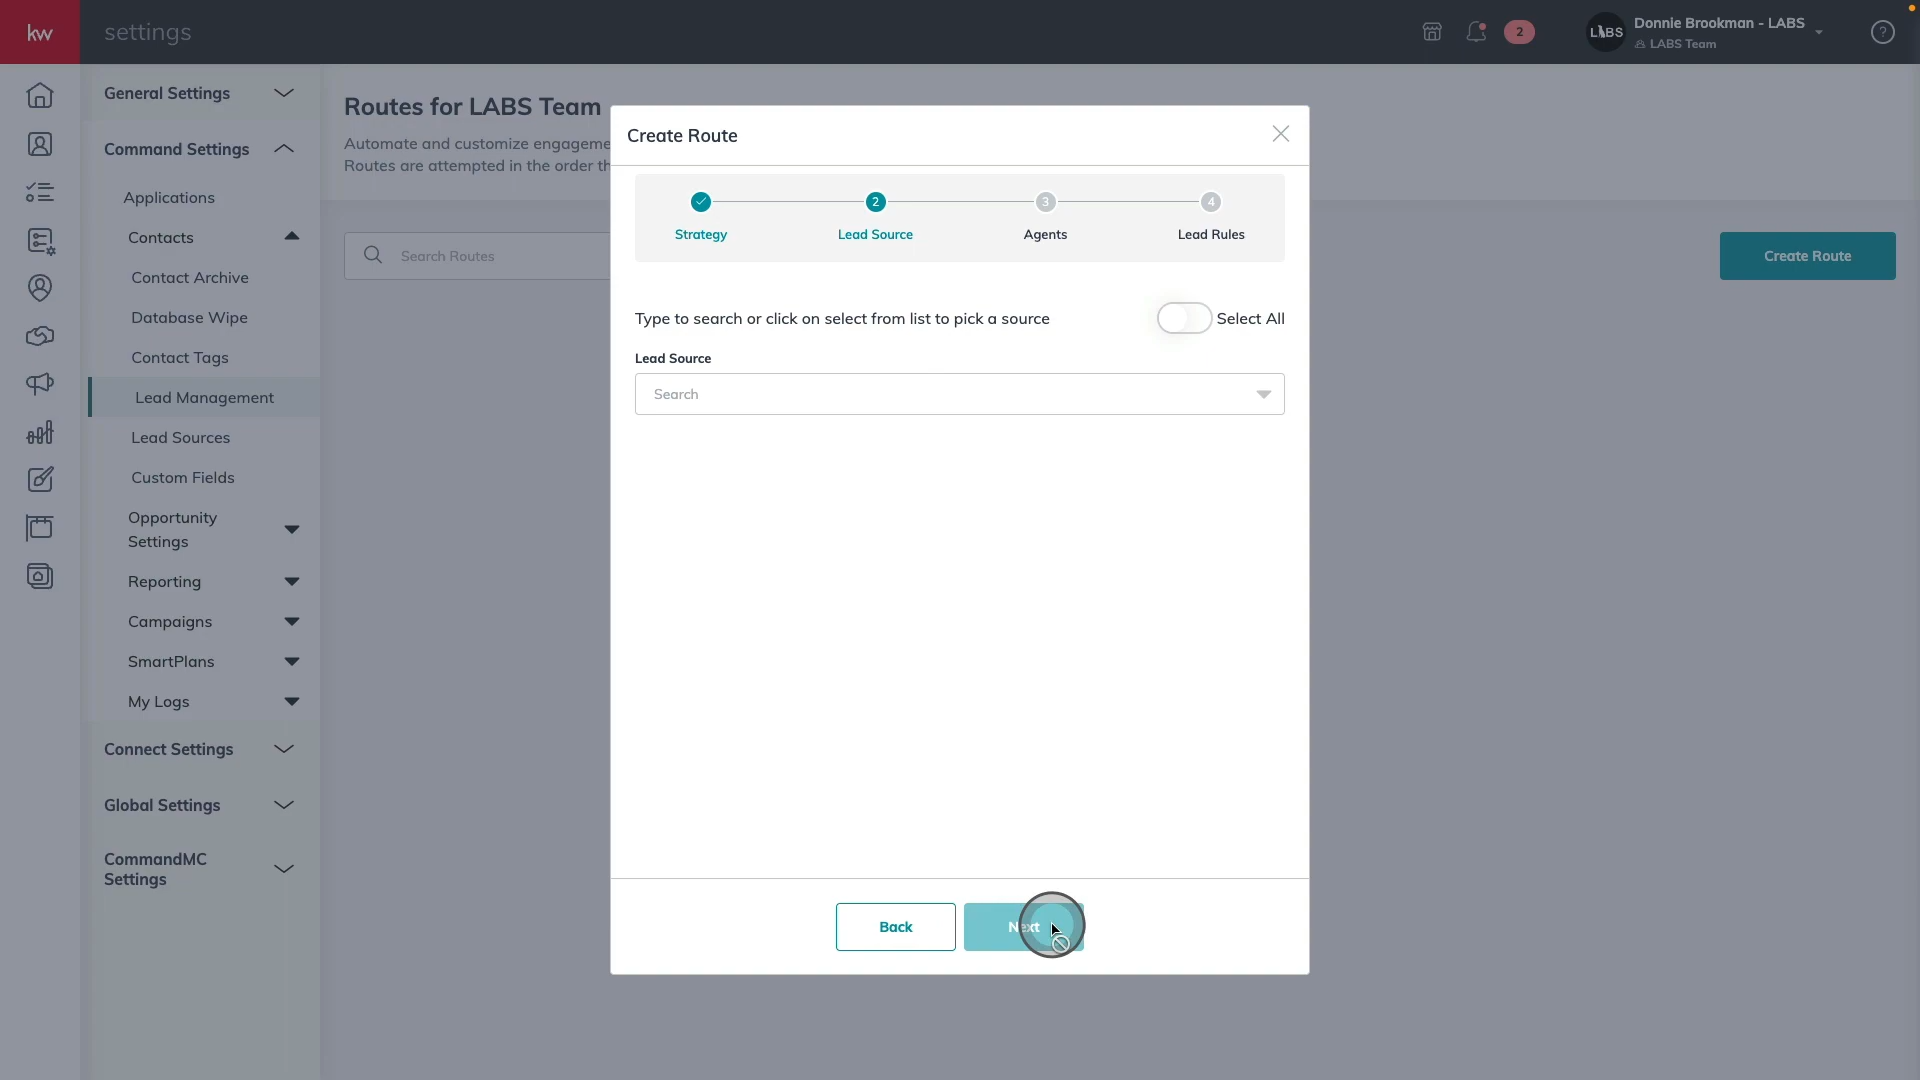 kw
settings
2
LABS
Donnie Brookman - LABS
LABS Team
?
General Settings
Command Settings
Applications
Contacts
Contact Archive
Database Wipe
Contact Tags
Lead Management
Lead Sources
Custom Fields
Opportunity
Settings
Reporting
Campaigns
SmartPlans
My Logs
Connect Settings
Global Settings
CommandMC
Settings
Routes for LABS Team
Automate and customize engageme
Routes are attempted in the order th
Search Routes
Create Route
Create Route
2
3
4
Strategy
Lead Source
Agents
Lead Rules
Type to search or click on select from list to pick a source
Select All
Lead Source
Search
Back
Next